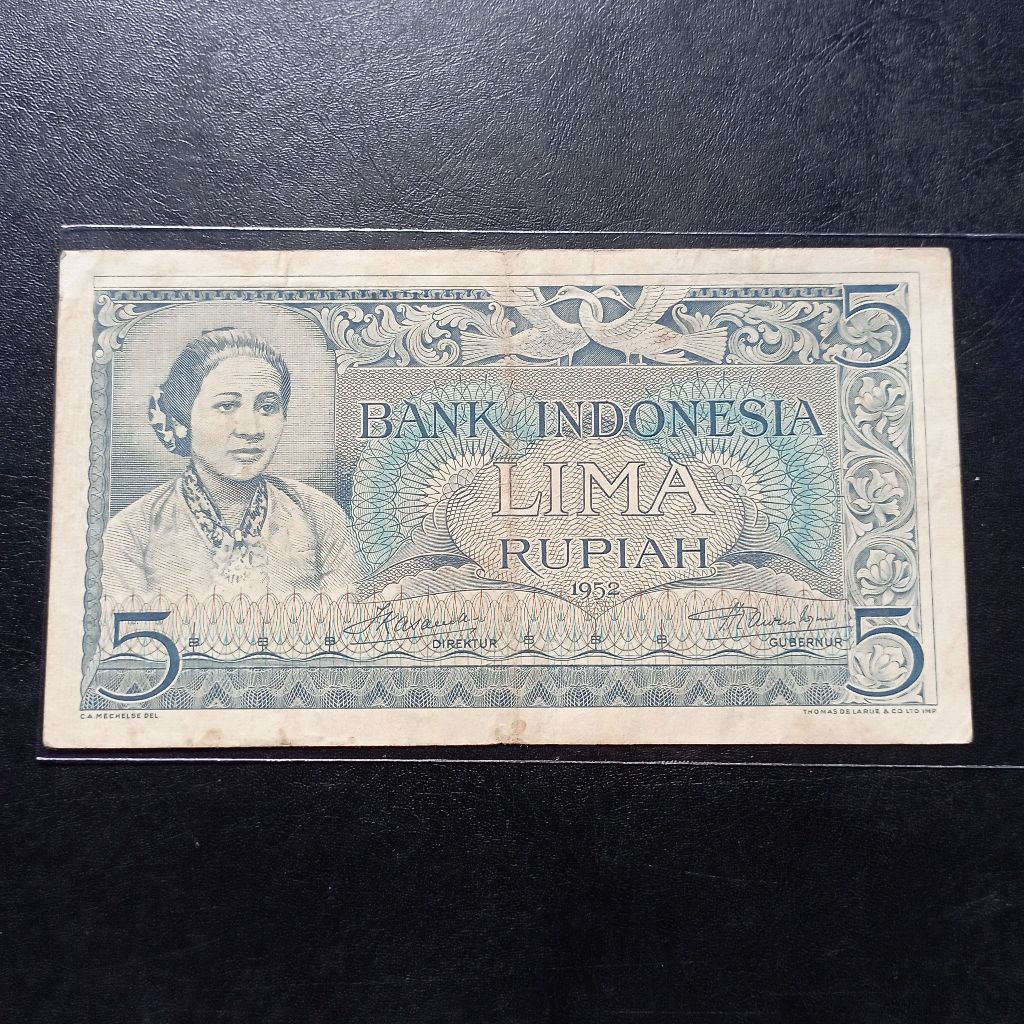 5
BANK INDONESIA
LIMA
RUPIAH
1952
DIREKTUR
GUBERNUR
5
5
C.A. MECHELSE DEL
THOMAS DE LA RUE & CO LTD IMP.